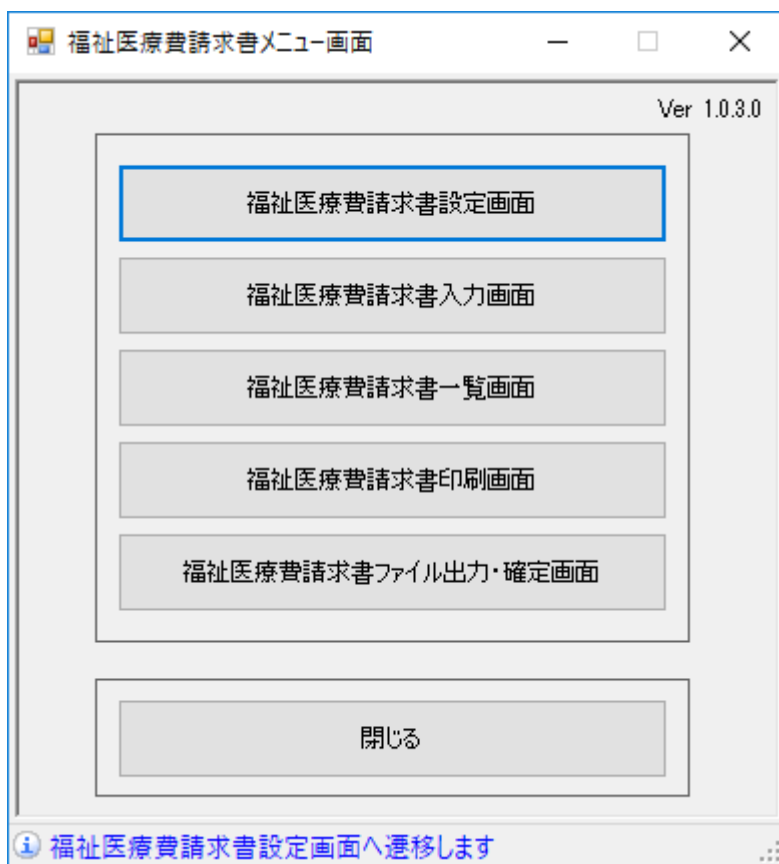 福祉医療費請求書メニュー画面
Ver 1.0.3.0
福祉医療費請求書設定画面
福祉医療費請求書入力画面
福祉医療費請求書一覧画面
福祉医療費請求書印刷画面
福祉医療費請求書ファイル出力・確定画面
閉じる
福祉医療費請求書設定画面へ遷移します